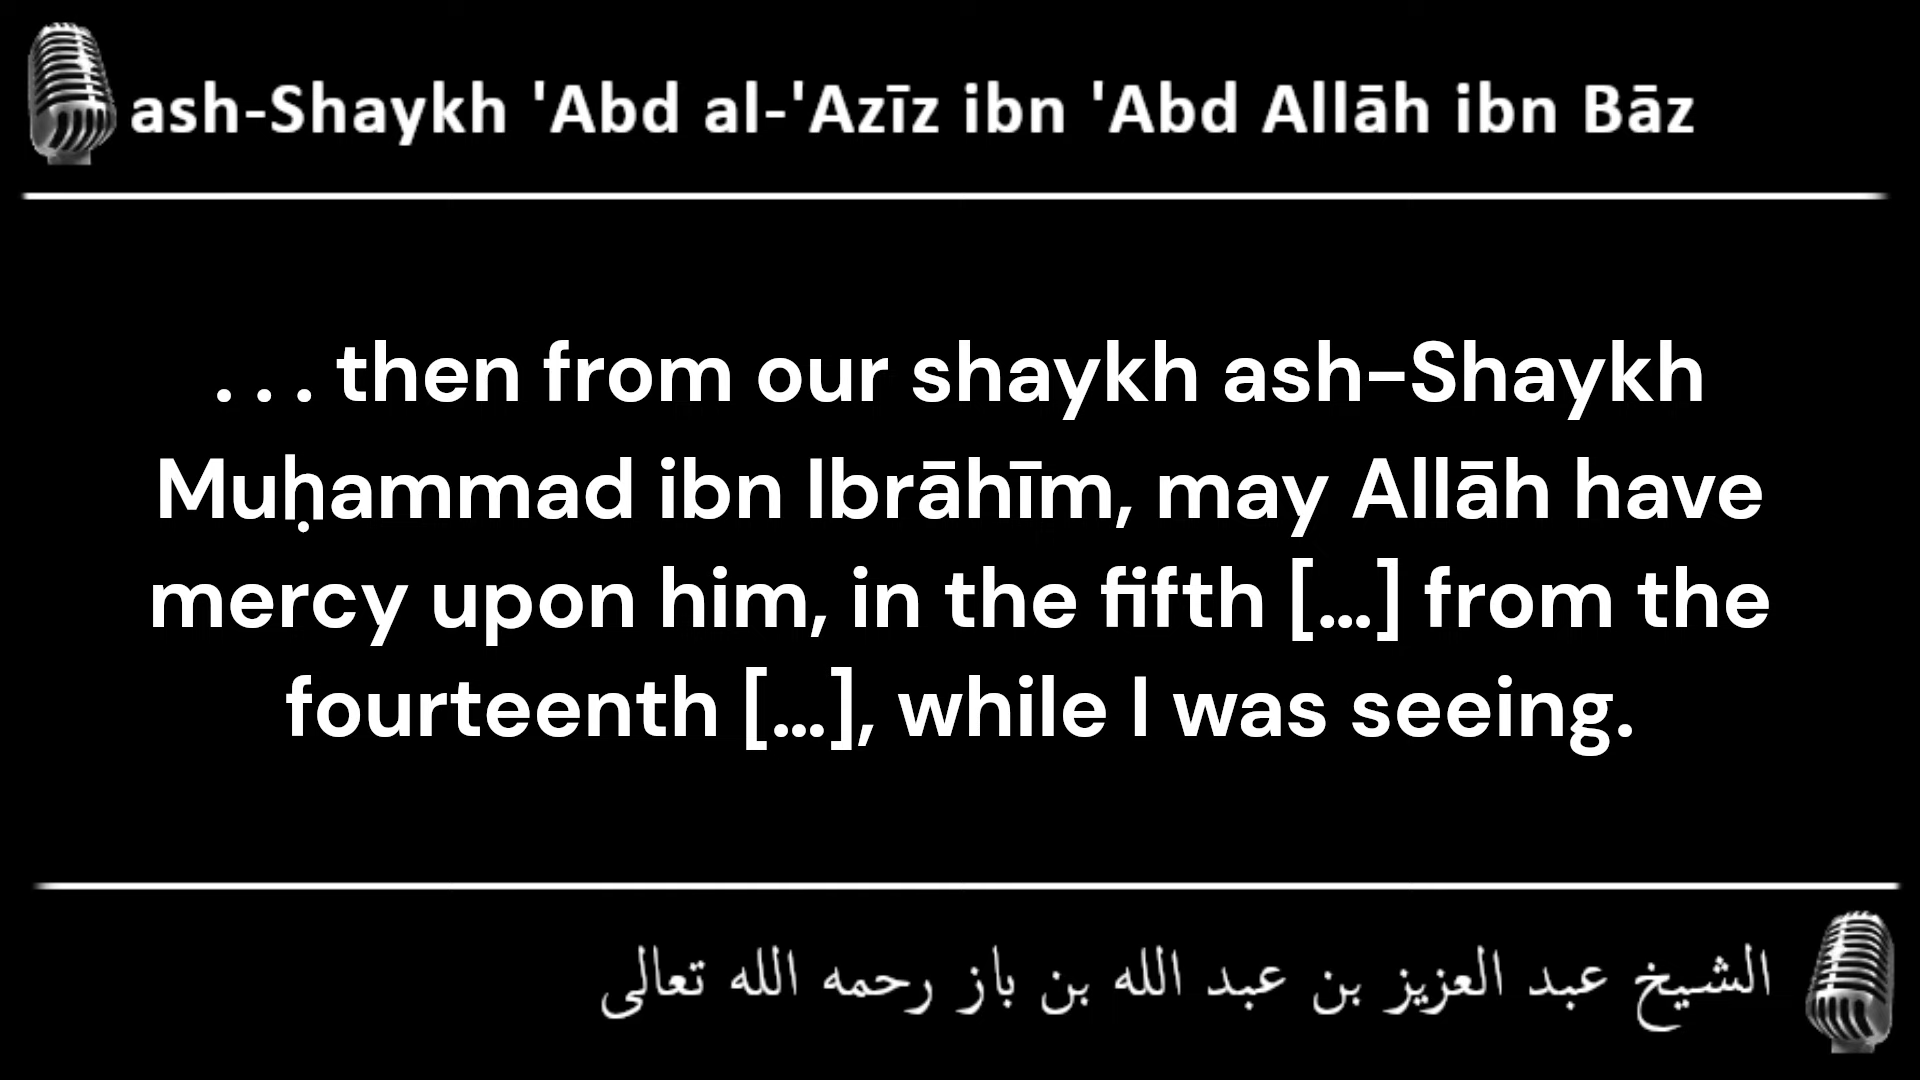 ash-Shaykh 'Abd al-'Azīz ibn 'Abd Allāh ibn Bāz
. . . then from our shaykh ash-Shaykh
Muḥammad ibn Ibrāhīm, may Allāh have
mercy upon him, in the fifth [...] from the
fourteenth [...], while I was seeing.
الشيخ عبد العزيز بن عبد الله بن باز رحمه الله تعالى